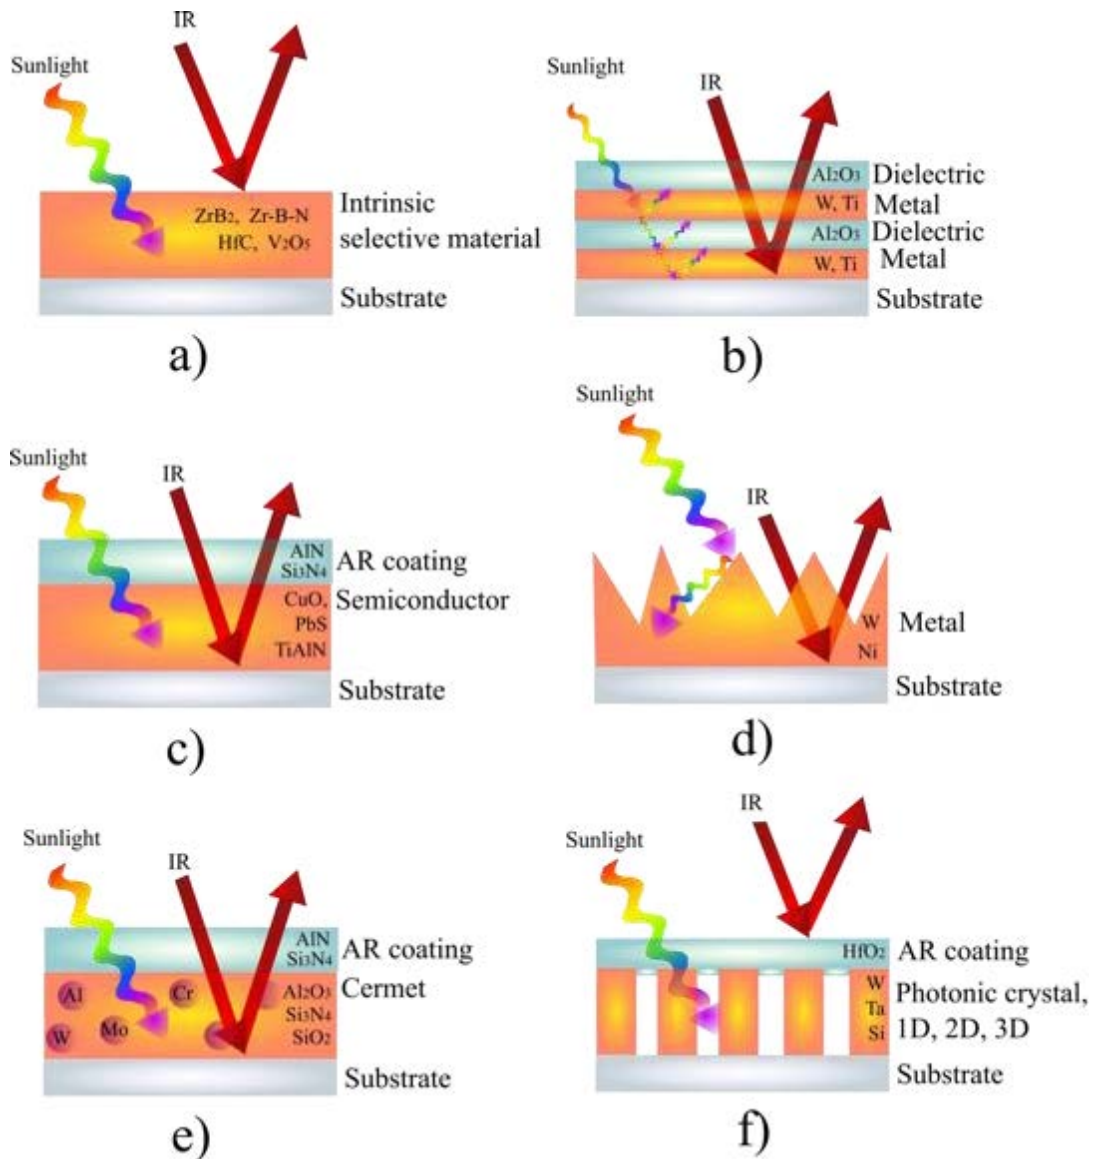 IR
Sunlight
ZrB₂, Zr-B-N
HfC, V₂O₅
Intrinsic
selective material
Substrate
a)
Sunlight
IR
Al₂O₃ Dielectric
W, Ti Metal
Al₂O₃ Dielectric
W, Ti Metal
Substrate
b)
Sunlight
IR
AlN
Si₃N₄
AR coating
CuO,
PbS
TiAlN
Semiconductor
Substrate
c)
Sunlight
IR
W
Ni
Metal
Substrate
d)
Sunlight
IR
AlN
Si₃N₄
AR coating
Al
Cr
W
Mo
Al₂O₃
Si₃N₄
SiO₂
Cermet
Substrate
e)
IR
Sunlight
HfO₂ AR coating
W
Ta
Si
Photonic crystal,
1D, 2D, 3D
Substrate
f)